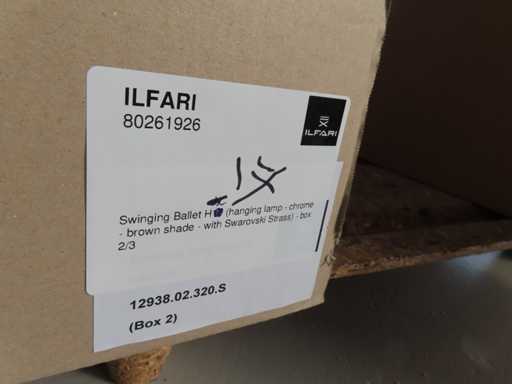 ILFARI
80261926
ILFARI
Swinging Ballet H (hanging lamp - chrome
- brown shade - with Swarovski Strass) - box
2/3
12938.02.320.S
(Box 2)